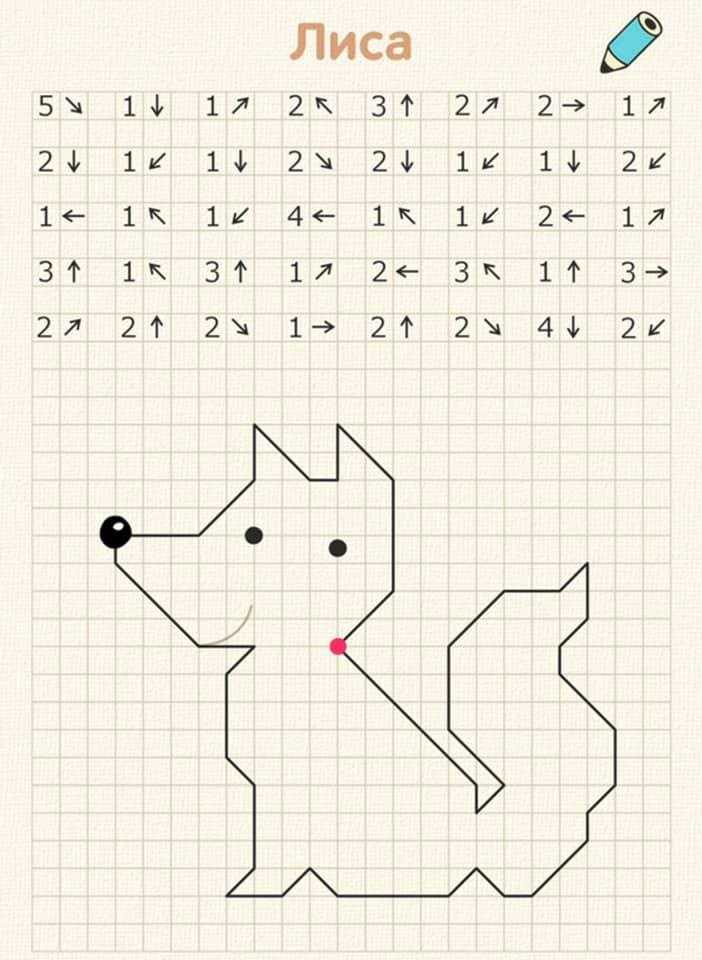 Лиса
5 ↘ 1 ↓ 1 ↗ 2 ↖ 3 ↑ 2 ↗ 2 → 1 ↗
2 ↓ 1 ↙ 1 ↓ 2 ↘ 2 ↓ 1 ↙ 1 ↓ 2 ↙
1 ← 1 ↖ 1 ↙ 4 ← 1 ↖ 1 ↙ 2 ← 1 ↗
3 ↑ 1 ↖ 3 ↑ 1 ↗ 2 ← 3 ↖ 1 ↑ 3 →
2 ↗ 2 ↑ 2 ↘ 1 → 2 ↑ 2 ↘ 4 ↓ 2 ↙